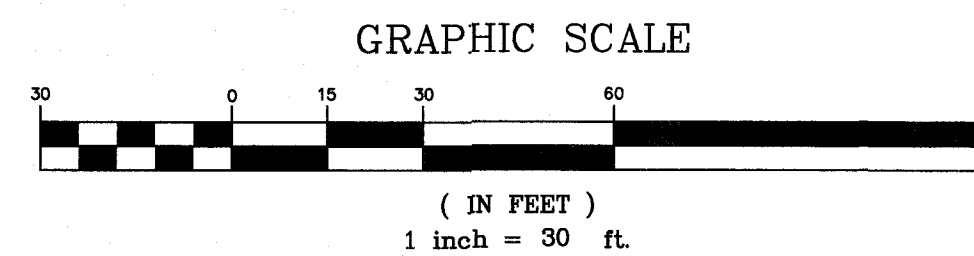 GRAPHIC SCALE
30 0 15 30 60
( IN FEET )
1 inch = 30 ft.